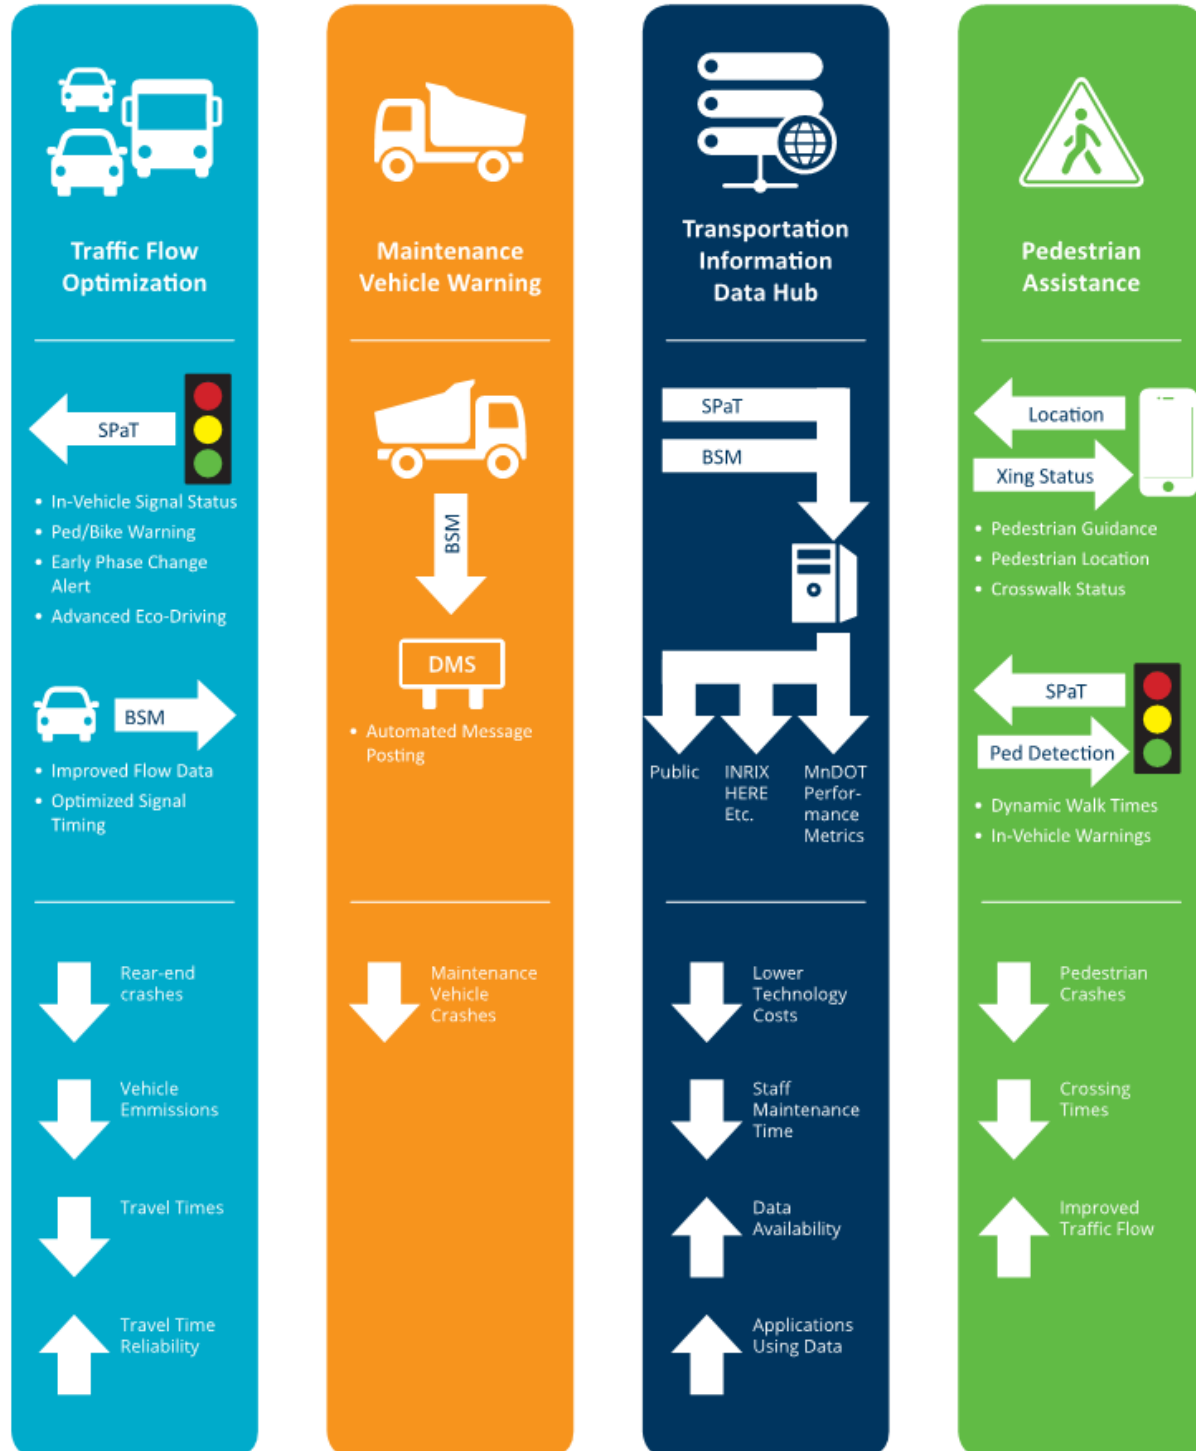 Traffic Flow
Optimization
SPaT
• In-Vehicle Signal Status
• Ped/Bike Warning
• Early Phase Change
Alert
• Advanced Eco-Driving
BSM
• Improved Flow Data
• Optimized Signal
Timing
Rear-end
crashes
Vehicle
Emmissions
Travel Times
Travel Time
Reliability
Maintenance
Vehicle Warning
BSM
DMS
• Automated Message
Posting
Maintenance
Vehicle
Crashes
Transportation
Information
Data Hub
SPaT
BSM
Public
INRIX
HERE
Etc.
MnDOT
Perfor-
mance
Metrics
Lower
Technology
Costs
Staff
Maintenance
Time
Data
Availability
Applications
Using Data
Pedestrian
Assistance
Location
Xing Status
• Pedestrian Guidance
• Pedestrian Location
• Crosswalk Status
SPaT
Ped Detection
• Dynamic Walk Times
• In-Vehicle Warnings
Pedestrian
Crashes
Crossing
Times
Improved
Traffic Flow